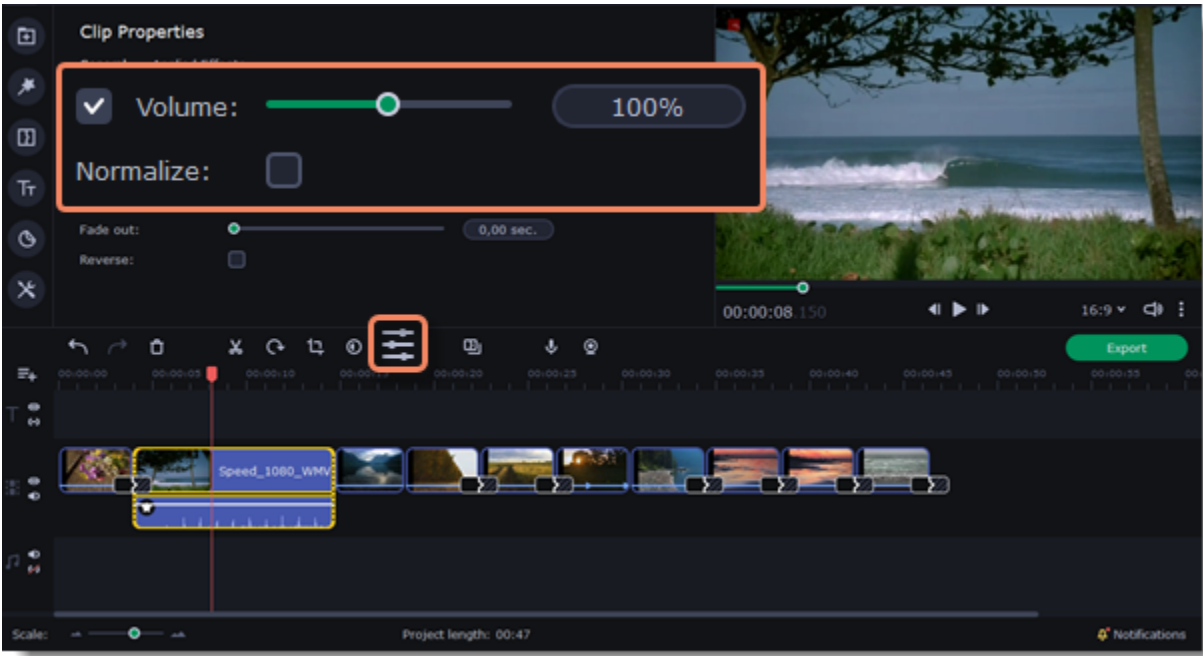 Clip Properties
Volume: 100%
Normalize:
Fade out: 0,00 sec.
Reverse:
00:00:08.150
16:9
Export
00:00:00 00:00:05 00:00:10 00:00:20 00:00:25 00:00:30 00:00:35 00:00:40 00:00:45 00:00:50 00:00:55
Speed_1080_WMV
Scale:
Project length: 00:47
Notifications